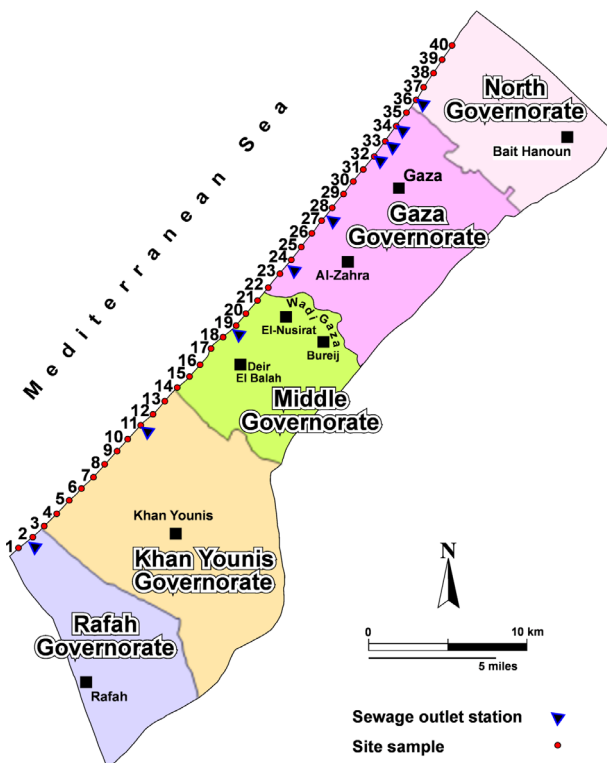 40
39
38
37
36
35
34
33
32
31
30
29
28
27
26
25
24
23
22
21
20
19
18
17
16
15
14
13
12
11
10
9
8
7
6
5
4
3
2
1
Mediterranean Sea
North
Governorate
Bait Hanoun
Gaza
Gaza
Governorate
Al-Zahra
Wadi Gaza
El-Nusirat
Bureij
Deir
El Balah
Middle
Governorate
Khan Younis
Khan Younis
Governorate
Rafah
Governorate
Rafah
N
0 10 km
5 miles
Sewage outlet station
Site sample